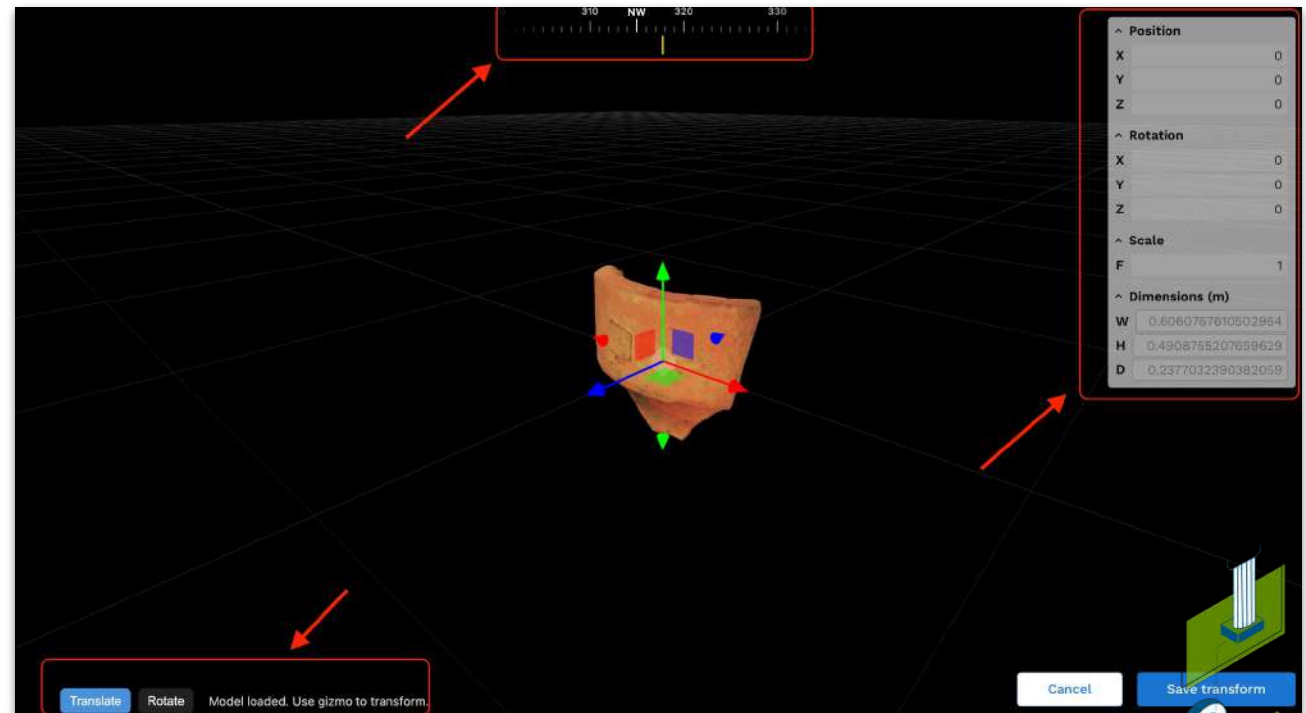 310 NW 320 330
Position
X 0
Y 0
Z 0
Rotation
X 0
Y 0
Z 0
Scale
F 1
Dimensions (m)
W 0.6060767610502954
H 0.4908755207659629
D 0.2377032390382059
Translate Rotate Model loaded. Use gizmo to transform.
Cancel Save transform